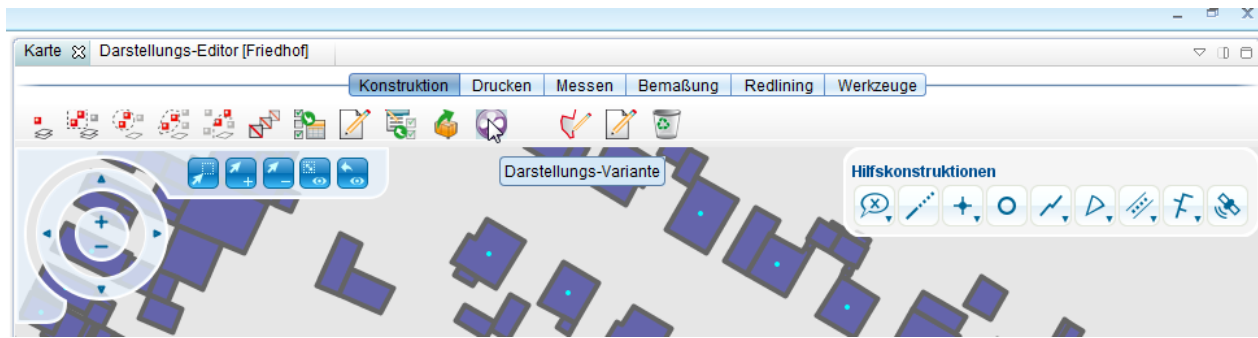 Karte Darstellungs-Editor [Friedhof]
Konstruktion Drucken Messen Bemaßung Redlining Werkzeuge
Darstellungs-Variante
Hilfskonstruktionen